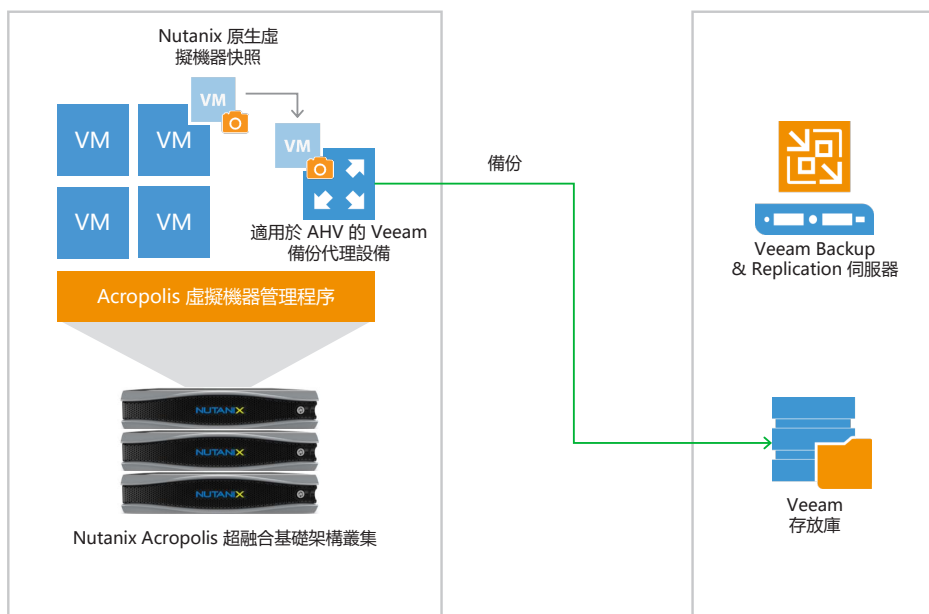 Nutanix 原生虛
擬機器快照
VM
VM
VM
VM
VM
VM
適用於 AHV 的 Veeam
備份代理設備
Acropolis 虛擬機器管理程序
NUTANIX
NUTANIX
NUTANIX
Nutanix Acropolis 超融合基礎架構叢集
備份
Veeam Backup
& Replication 伺服器
Veeam
存放庫